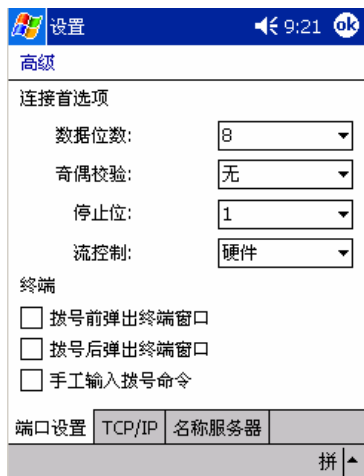 设置 9:21 ok
高级
连接首选项
数据位数: 8
奇偶校验: 无
停止位: 1
流控制: 硬件
终端
拨号前弹出终端窗口
拨号后弹出终端窗口
手工输入拨号命令
端口设置 TCP/IP 名称服务器
拼